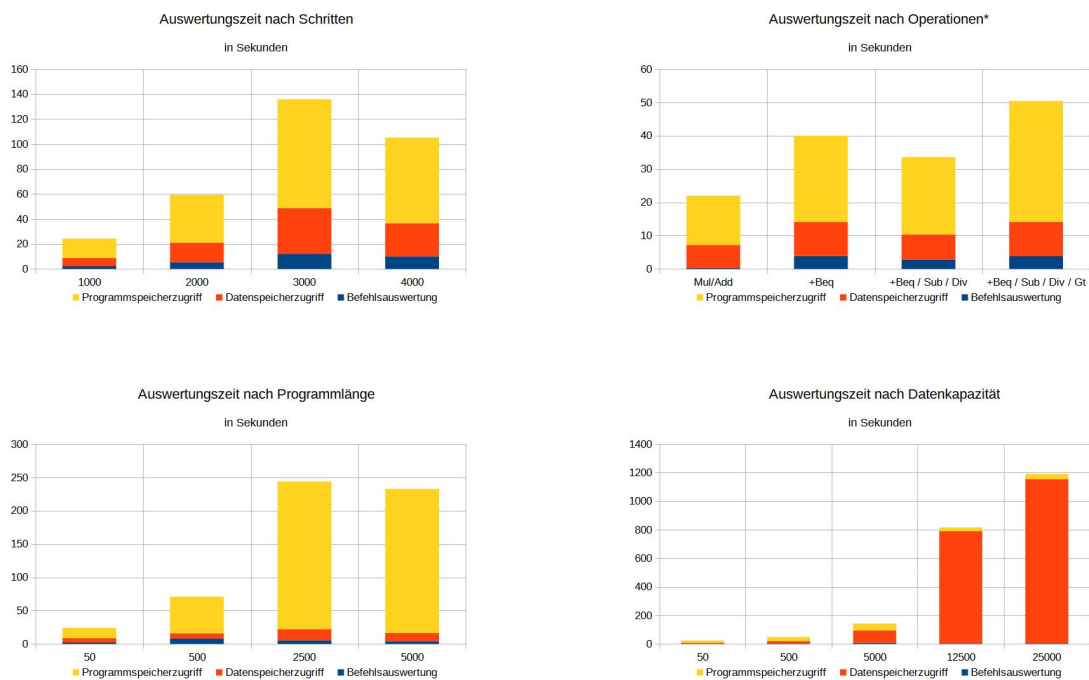 Auswertungszeit nach Schritten
in Sekunden
160
140
120
100
80
60
40
20
0
1000 2000 3000 4000
Programmspeicherzugriff Datenspeicherzugriff Befehlsauswertung
Auswertungszeit nach Operationen*
in Sekunden
60
50
40
30
20
10
0
Mul/Add +Beq +Beq / Sub / Div +Beq / Sub / Div / Gt
Programmspeicherzugriff Datenspeicherzugriff Befehlsauswertung
Auswertungszeit nach Programmlänge
in Sekunden
300
250
200
150
100
50
0
50 500 2500 5000
Programmspeicherzugriff Datenspeicherzugriff Befehlsauswertung
Auswertungszeit nach Datenkapazität
in Sekunden
1400
1200
1000
800
600
400
200
0
50 500 5000 12500 25000
Programmspeicherzugriff Datenspeicherzugriff Befehlsauswertung